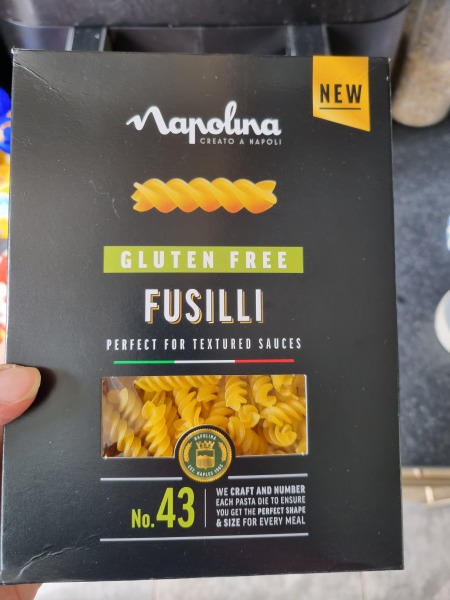 NEW
Napolina
CREATO A NAPOLI
GLUTEN FREE
FUSILLI
PERFECT FOR TEXTURED SAUCES
NAPOLINA
No.43
WE CRAFT AND NUMBER
EACH PASTA DIE TO ENSURE
YOU GET THE PERFECT SHAPE
& SIZE FOR EVERY MEAL